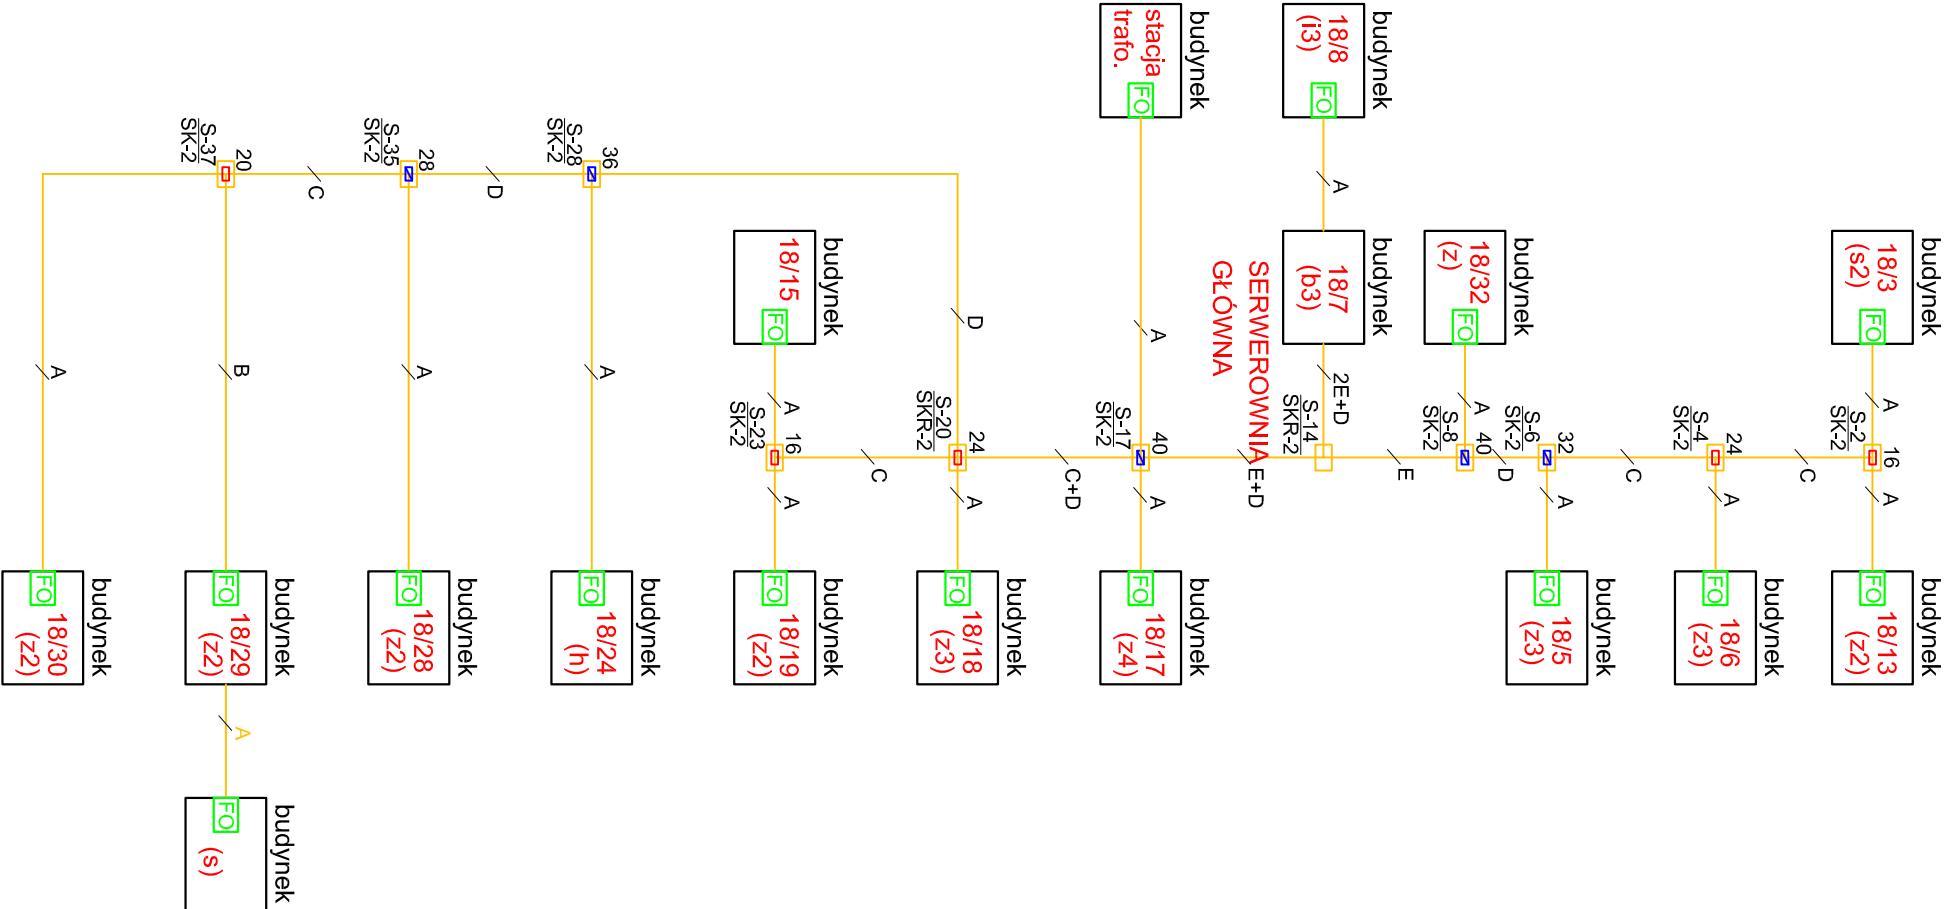 budynek
stacja
trafo.
FO
budynek
18/8
(i3)
FO
A
20
S-37
SK-2
C
28
S-35
SK-2
D
36
S-28
SK-2
budynek
18/15
FO
A
D
A
budynek
18/7
(b3)
SERWEROWNIA
GŁÓWNA
2E+D
budynek
18/32
(z)
FO
A
budynek
18/3
(s2)
FO
A
A
B
A
A
16
S-23
SK-2
C
24
S-20
SKR-2
C+D
40
S-17
SK-2
E+D
S-14
SKR-2
E
40
S-8
SK-2
D
32
S-6
SK-2
C
24
S-4
SK-2
C
16
S-2
SK-2
A
A
A
A
A
A
budynek
18/30
(z2)
FO
budynek
18/29
(z2)
FO
budynek
18/28
(z2)
FO
budynek
18/24
(h)
FO
budynek
18/19
(z2)
FO
budynek
18/18
(z3)
FO
budynek
18/17
(z4)
FO
budynek
18/5
(z3)
FO
budynek
18/6
(z3)
FO
budynek
18/13
(z2)
FO
A
budynek
(s)
FO